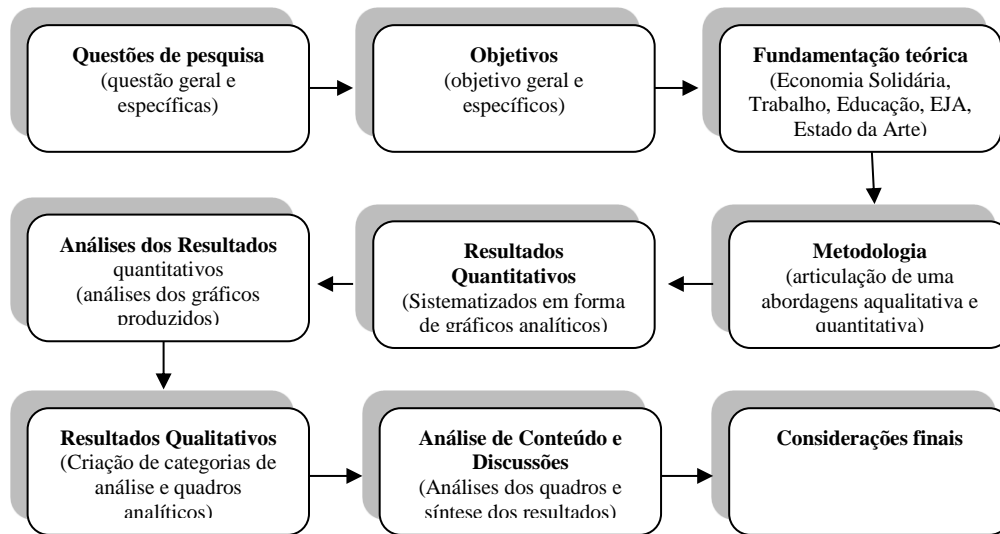 Questões de pesquisa
(questão geral e
específicas)
Objetivos
(objetivo geral e
específicos)
Fundamentação teórica
(Economia Solidária,
Trabalho, Educação, EJA,
Estado da Arte)
Metodologia
(articulação de uma
abordagens aqualitativa e
quantitativa)
Resultados
Quantitativos
(Sistematizados em forma
de gráficos analíticos)
Análises dos Resultados
quantitativos
(análises dos gráficos
produzidos)
Resultados Qualitativos
(Criação de categorias de
análise e quadros
analíticos)
Análise de Conteúdo e
Discussões
(Análises dos quadros e
síntese dos resultados)
Considerações finais